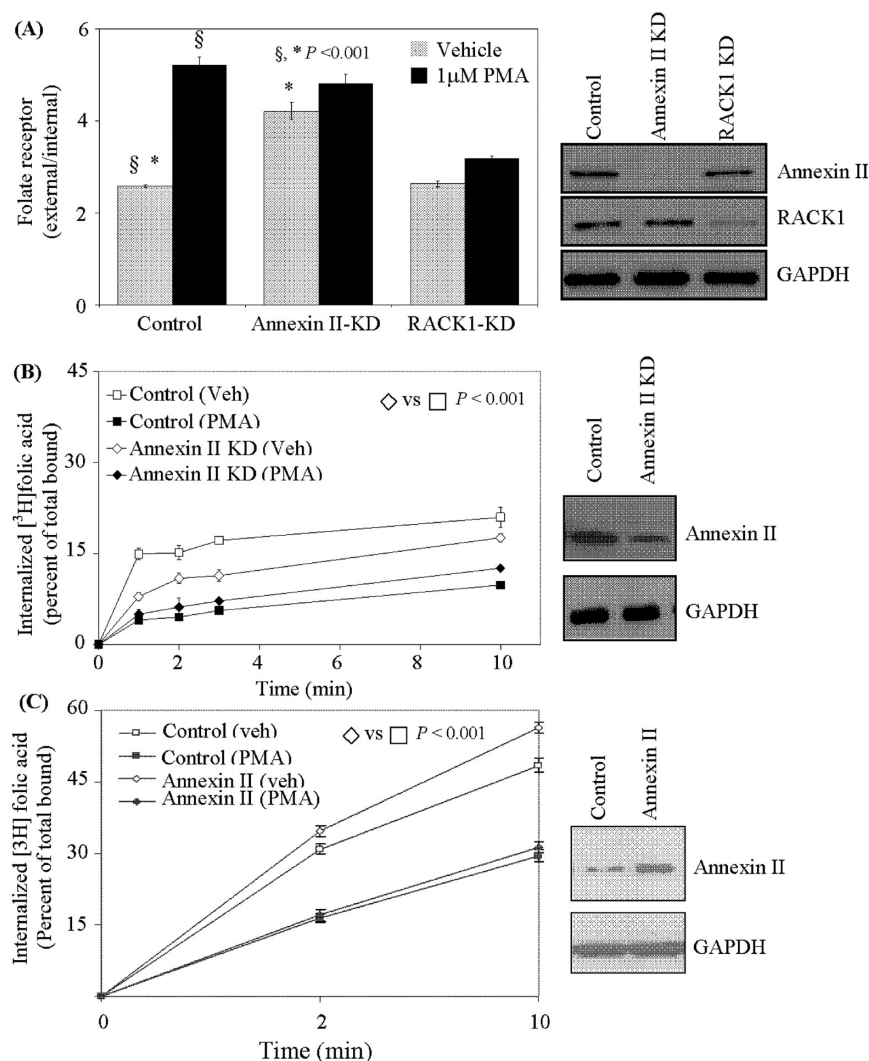 (A)
6
4
2
0
Folate receptor
(external/internal)
§ *
§
§, * P <0.001
*
Vehicle
1μM PMA
Control
Annexin II-KD
RACK1-KD
Control
Annexin II KD
RACK1 KD
Annexin II
RACK1
GAPDH
(B)
45
30
15
0
Internalized [³H]folic acid
(percent of total bound)
Control (Veh)
Control (PMA)
Annexin II KD (Veh)
Annexin II KD (PMA)
vs P < 0.001
0 2 4 6 8 10
Time (min)
Control
Annexin II KD
Annexin II
GAPDH
(C)
60
45
30
15
Internalized [3H] folic acid
(Percent of total bound)
Control (veh)
Control (PMA)
Annexin II (veh)
Annexin II (PMA)
vs P < 0.001
0 2 10
Time (min)
Control
Annexin II
Annexin II
GAPDH